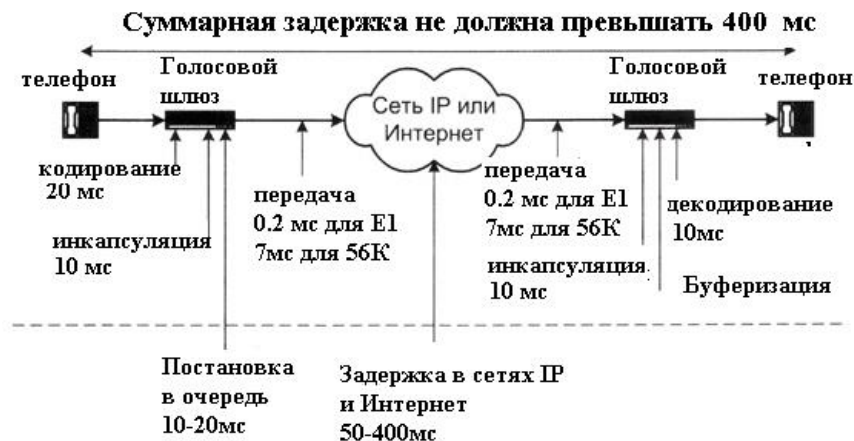 Суммарная задержка не должна превышать 400 мс
телефон
Голосовой
шлюз
Сеть IP или
Интернет
Голосовой
шлюз
телефон
кодирование
20 мс
инкапсуляция
10 мс
передача
0.2 мс для Е1
7мс для 56К
передача
0.2 мс для Е1
7мс для 56К
инкапсуляция
10 мс
декодирование
10мс
Буферизация
Постановка
в очередь
10-20мс
Задержка в сетях IP
и Интернет
50-400мс